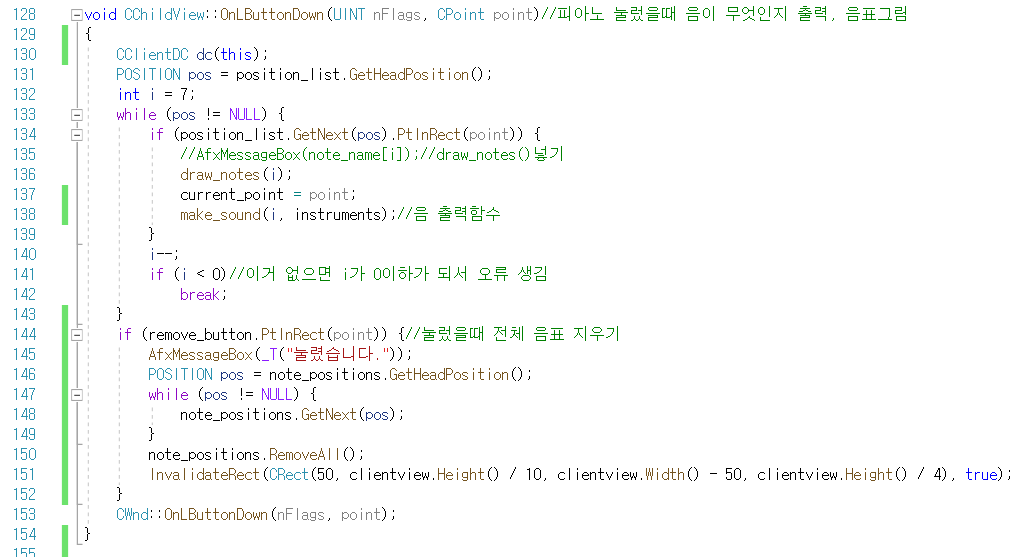 128 void CChildView::OnLButtonDown(UINT nFlags, CPoint point)//피아노 눌렀을때 음이 무엇인지 출력, 음표그림
129 {
130     CClientDC dc(this);
131     POSITION pos = position_list.GetHeadPosition();
132     int i = 7;
133     while (pos != NULL) {
134         if (position_list.GetNext(pos).PtInRect(point)) {
135             //AfxMessageBox(note_name[i]);//draw_notes()넣기
136             draw_notes(i);
137             current_point = point;
138             make_sound(i, instruments);//음 출력함수
139         }
140         i--;
141         if (i < 0)//이거 없으면 i가 0이하가 되서 오류 생김
142             break;
143     }
144     if (remove_button.PtInRect(point)) {//눌렀을때 전체 음표 지우기
145         AfxMessageBox(_T("눌렸습니다."));
146         POSITION pos = note_positions.GetHeadPosition();
147         while (pos != NULL) {
148             note_positions.GetNext(pos);
149         }
150         note_positions.RemoveAll();
151         InvalidateRect(CRect(50, clientview.Height() / 10, clientview.Width() - 50, clientview.Height() / 4), true);
152     }
153     CWnd::OnLButtonDown(nFlags, point);
154 }
155